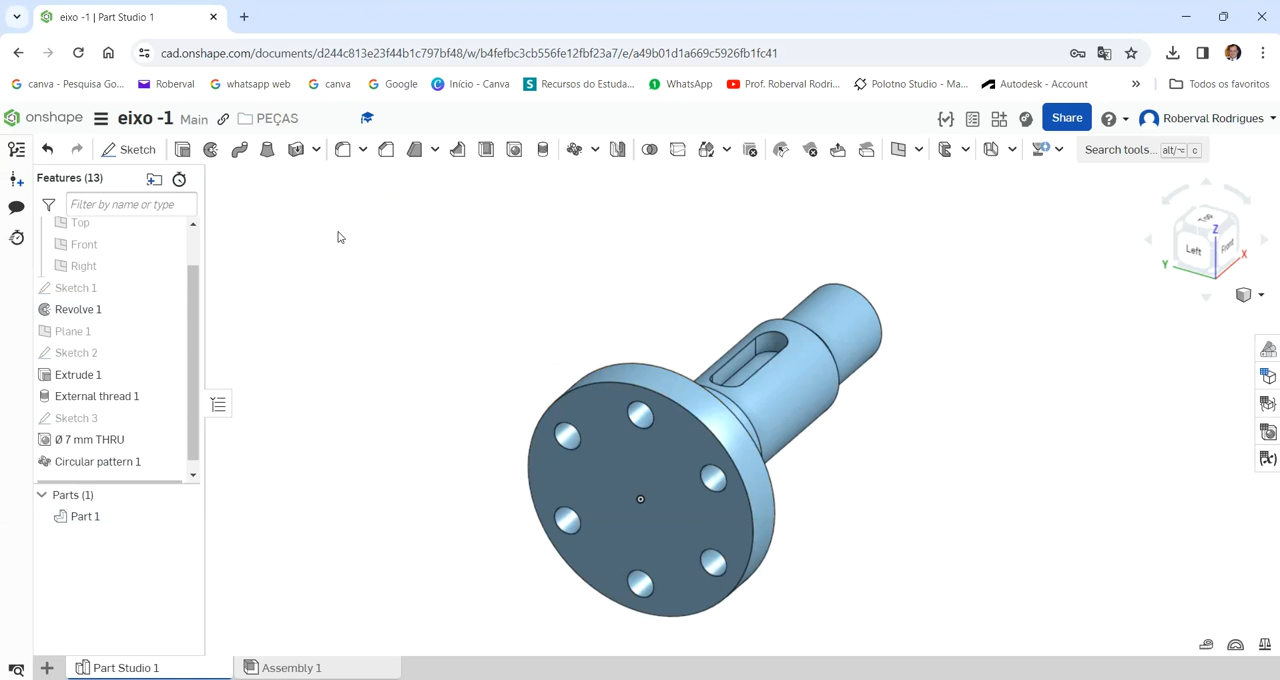 eixo -1 | Part Studio 1
cad.onshape.com/documents/d244c813e23f44b1c797bf48/w/b4fefbc3cb556fe12fbf23a7/e/a49b01d1a669c5926fb1fc41
canva - Pesquisa Go... Roberval whatsapp web canva Google Início - Canva Recursos do Estuda... WhatsApp Prof. Roberval Rodri... Polotno Studio - Ma... Autodesk - Account » Todos os favoritos
onshape eixo -1 Main PEÇAS Share Roberval Rodrigues
Sketch Search tools... alt/⌥ c
Features (13)
Filter by name or type
Top
Front
Right
Sketch 1
Revolve 1
Plane 1
Sketch 2
Extrude 1
External thread 1
Sketch 3
Ø 7 mm THRU
Circular pattern 1
Parts (1)
Part 1
Top
Z
Left Front
X
Y
Part Studio 1 Assembly 1